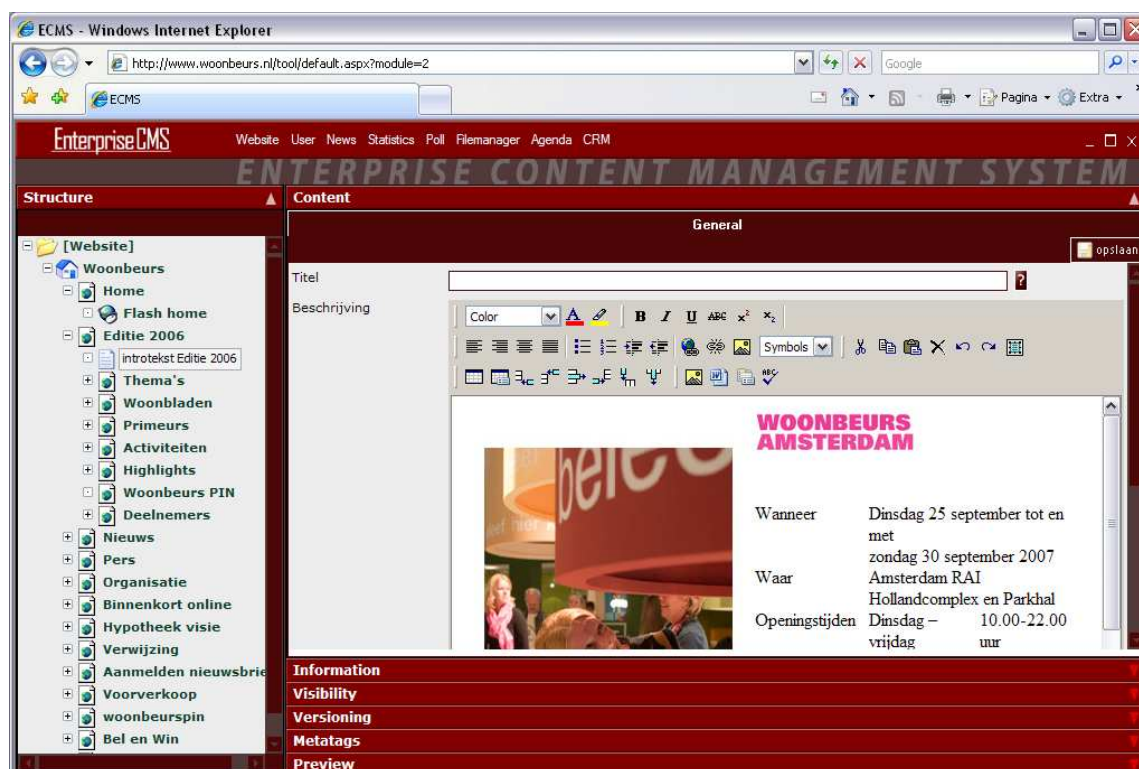 ECMS - Windows Internet Explorer
http://www.woonbeurs.nl/tool/default.aspx?module=2
Google
ECMS
Pagina
Extra
EnterpriseCMS
Website User News Statistics Poll Filemanager Agenda CRM
ENTERPRISE CONTENT MANAGEMENT SYSTEM
Structure
Content
General
opslaan
[Website]
Woonbeurs
Home
Flash home
Editie 2006
introtekst Editie 2006
Thema's
Woonbladen
Primeurs
Activiteiten
Highlights
Woonbeurs PIN
Deelnemers
Nieuws
Pers
Organisatie
Binnenkort online
Hypotheek visie
Verwijzing
Aanmelden nieuwsbrie
Voorverkoop
woonbeurspin
Bel en Win
Titel
?
Beschrijving
Color
A
B I U ABC x² x₂
Symbols
ABC
WOONBEURS
AMSTERDAM
Wanneer Dinsdag 25 september tot en
met
zondag 30 september 2007
Waar Amsterdam RAI
Hollandcomplex en Parkhal
Openingstijden Dinsdag – 10.00-22.00
vrijdag uur
Information
Visibility
Versioning
Metatags
Preview